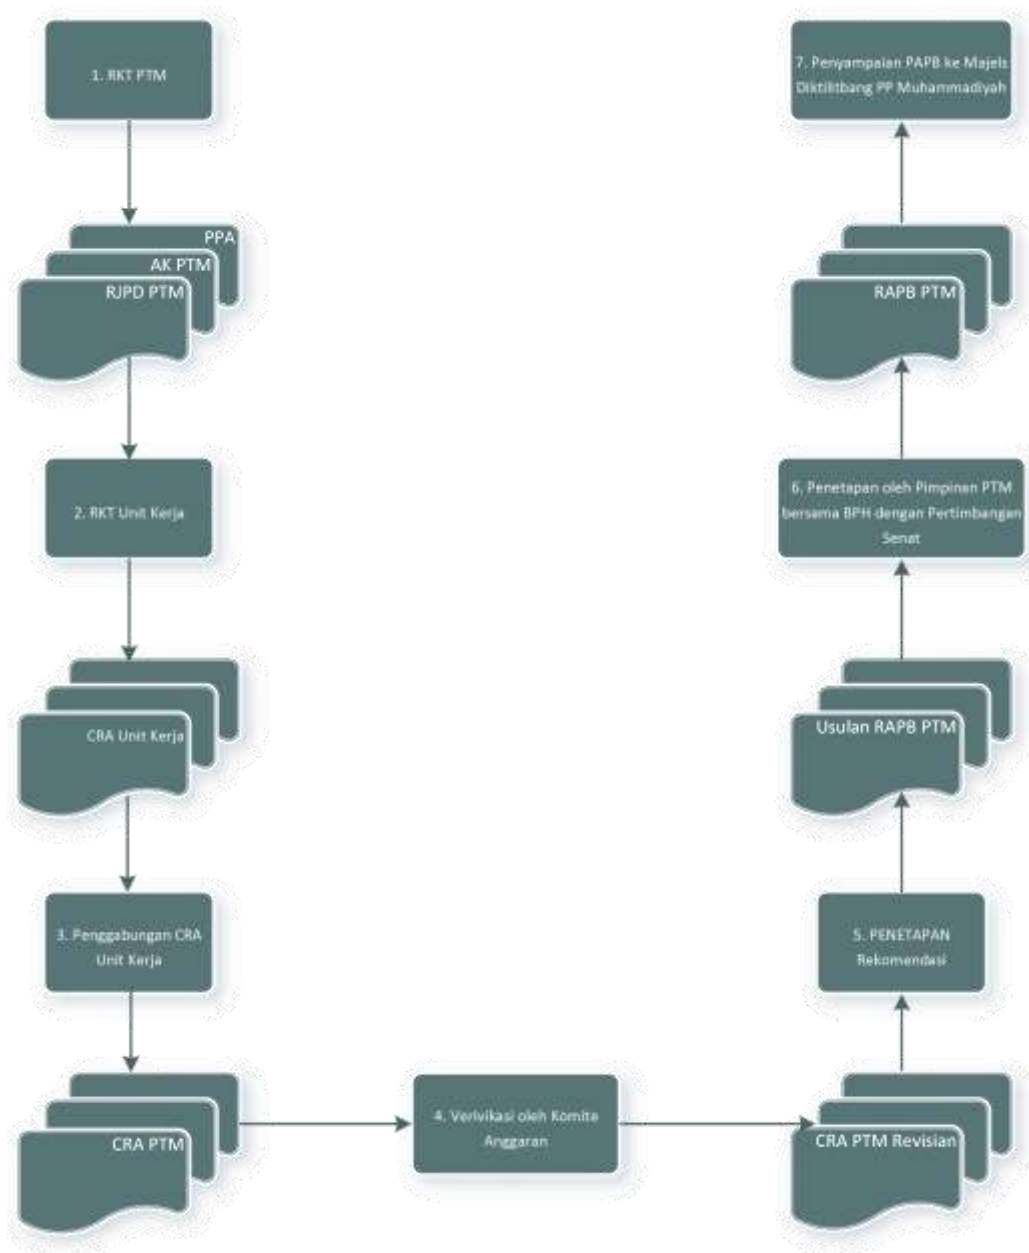 1. RKT PTM
PPA
AK PTM
RJPD PTM
2. RKT Unit Kerja
CRA Unit Kerja
3. Penggabungan CRA
Unit Kerja
CRA PTM
4. Verivikasi oleh Komite
Anggaran
CRA PTM Revisian
5. PENETAPAN
Rekomendasi
Usulan RAPB PTM
6. Penetapan oleh Pimpinan PTM
bersama BPH dengan Pertimbangan
Senat
RAPB PTM
7. Penyampaian PAPB ke Majels
Diktilitbang PP Muhammadiyah